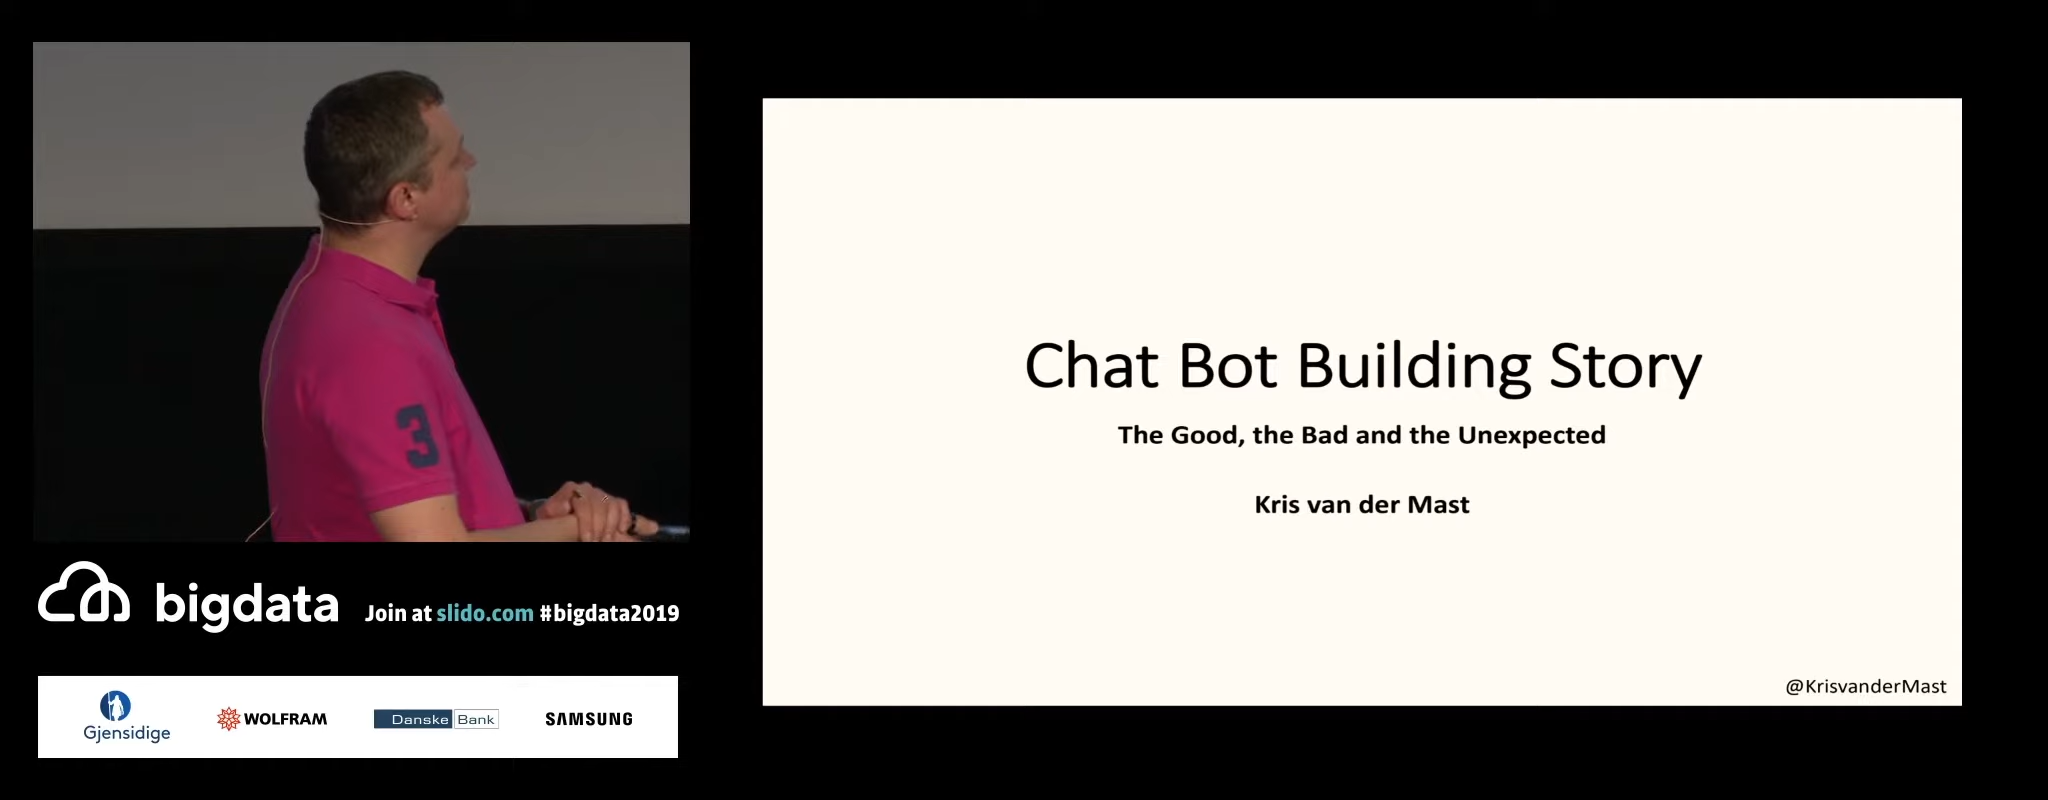 3
bigdata
Join at slido.com #bigdata2019
Gjensidige
WOLFRAM
Danske Bank
SAMSUNG
Chat Bot Building Story
The Good, the Bad and the Unexpected
Kris van der Mast
@KrisvanderMast